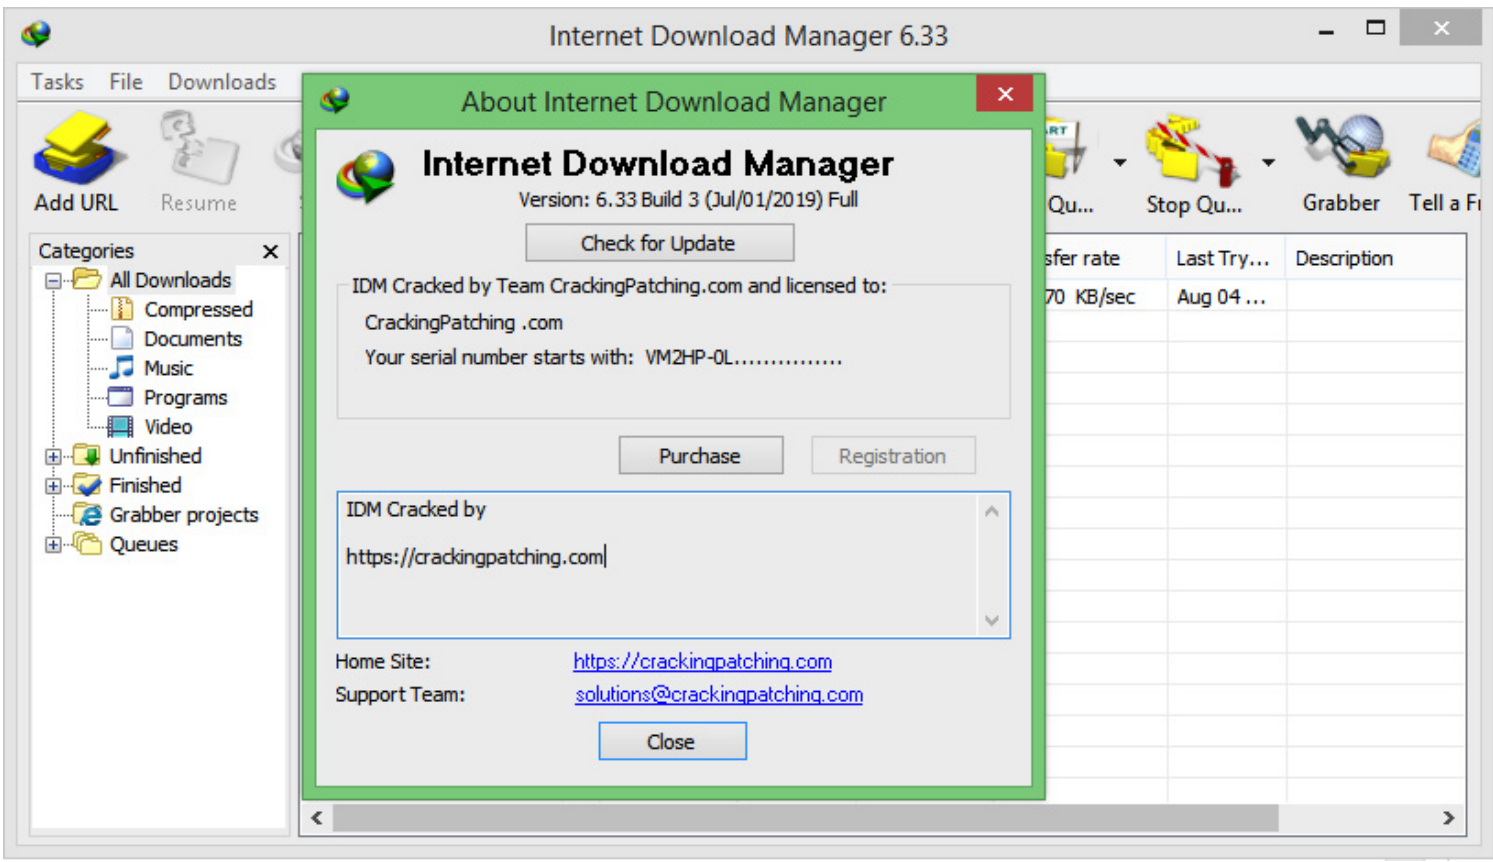 Internet Download Manager 6.33
Tasks File Downloads
About Internet Download Manager
Internet Download Manager
Version: 6.33 Build 3 (Jul/01/2019) Full
Check for Update
IDM Cracked by Team CrackingPatching.com and licensed to:
CrackingPatching .com
Your serial number starts with: VM2HP-0L...............
Purchase Registration
IDM Cracked by
https://crackingpatching.com
Home Site: https://crackingpatching.com
Support Team: solutions@crackingpatching.com
Close
Add URL Resume Qu... Stop Qu... Grabber Tell a
Categories
All Downloads
Compressed
Documents
Music
Programs
Video
Unfinished
Finished
Grabber projects
Queues
sfer rate Last Try... Description
70 KB/sec Aug 04 ...